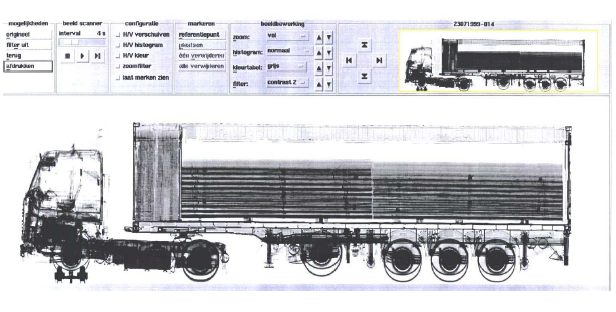 mogelijkheden
origineel
filter uit
terug
afdrukken
beeld scanner
interval 4 s
configuratie
H/V verschuiven
H/V histogram
H/V kleur
zoomfilter
laat merken zien
markeren
referentiepunt
plaatsen
één verwijderen
alle verwijderen
beeldbewerking
zoom: vol
histogram: normaal
kleurtabel: grijs
filter: contrast 2
Z3071999-014